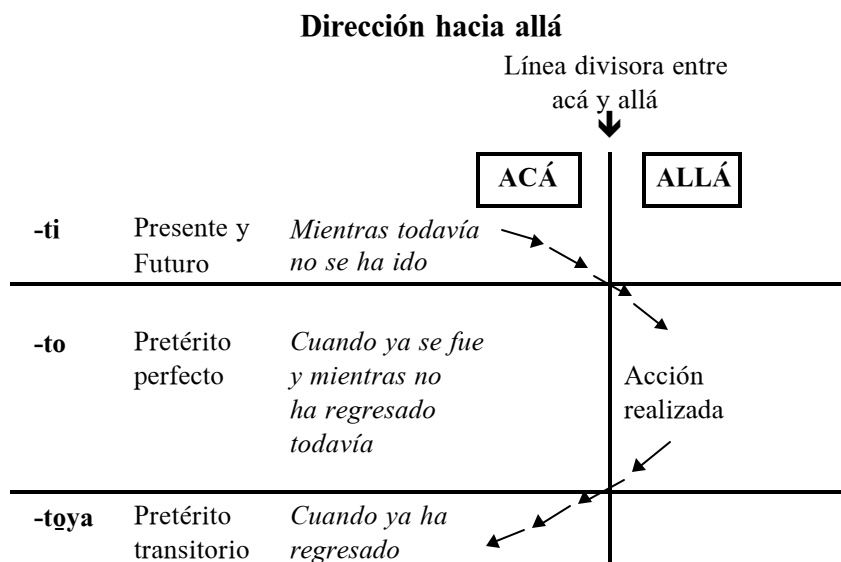 Dirección hacia allá
Línea divisora entre
acá y allá
ACÁ ALLÁ
-ti Presente y Mientras todavía
Futuro no se ha ido
-to Pretérito Cuando ya se fue
perfecto y mientras no
ha regresado
todavía
Acción
realizada
-to̱ya Pretérito Cuando ya ha
transitorio regresado